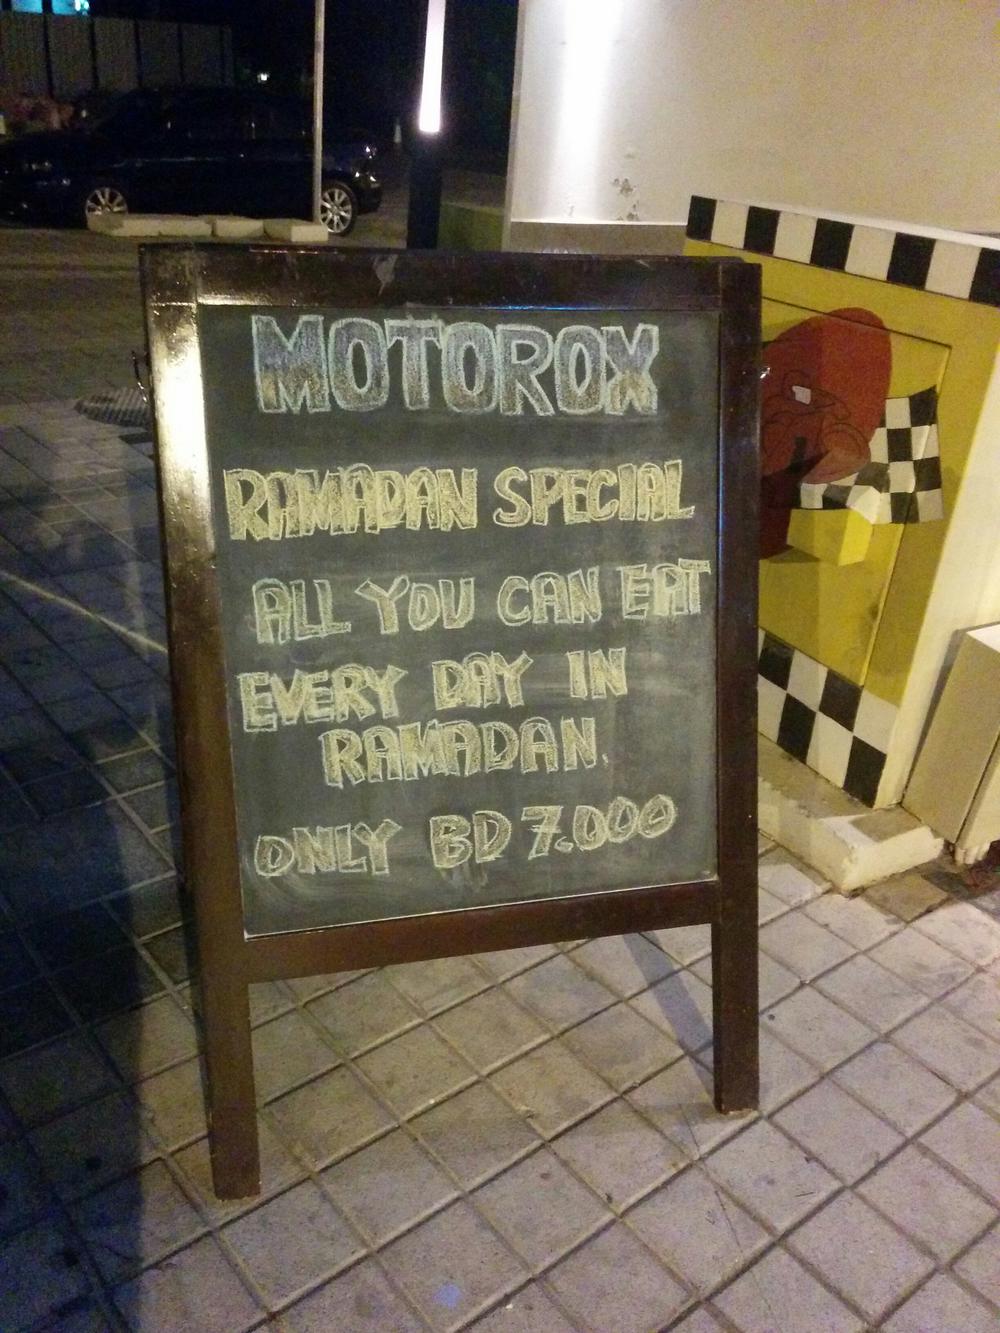 MOTOROX
RAMADAN SPECIAL
ALL YOU CAN EAT
EVERY DAY IN
RAMADAN.
ONLY BD 7.000